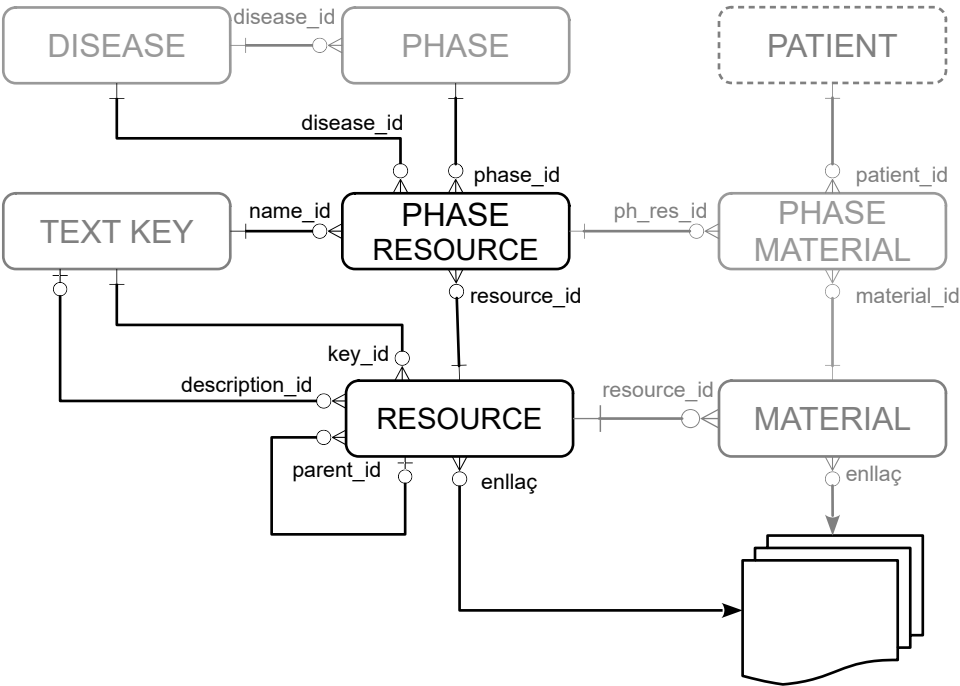 disease_id
DISEASE
PHASE
PATIENT
disease_id
phase_id
patient_id
TEXT KEY
name_id
PHASE
RESOURCE
ph_res_id
PHASE
MATERIAL
resource_id
material_id
key_id
description_id
RESOURCE
resource_id
MATERIAL
parent_id
enllaç
enllaç